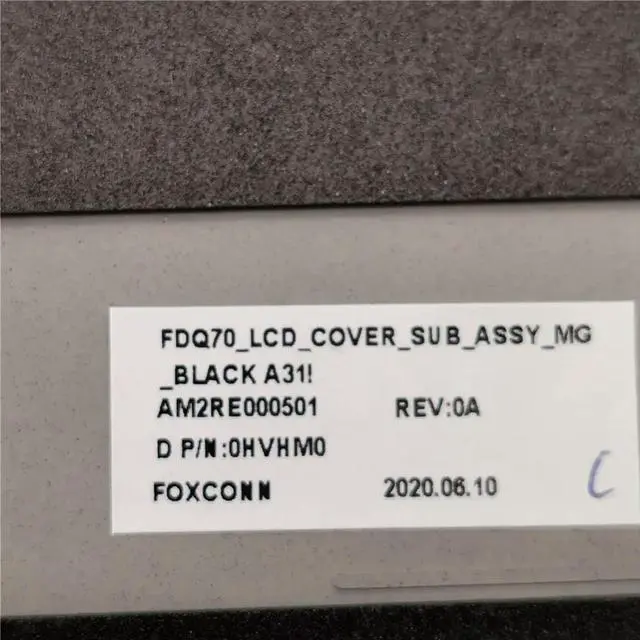 FDQ70_LCD_COVER_SUB_ASSY_MG
_BLACK A31!
AM2RE000501 REV:0A
D P/N:0HVHM0
FOXCONN 2020.06.10
C